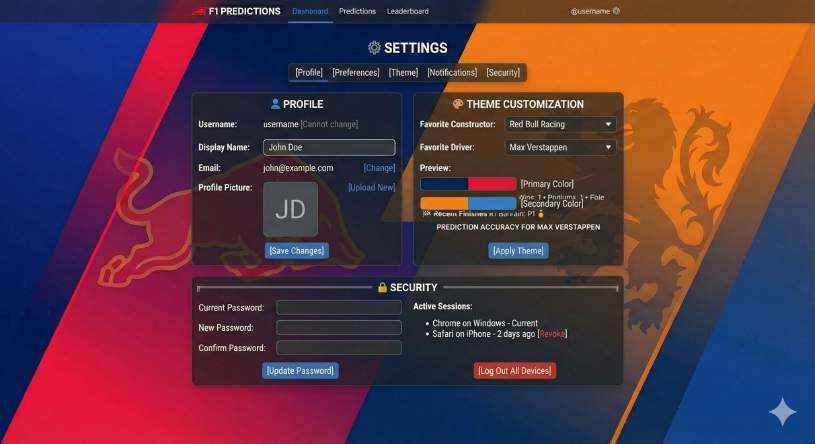 F1 PREDICTIONS
Dashboard
Predictions
Leaderboard
@username
SETTINGS
[Profile]
[Preferences]
[Theme]
[Notifications]
[Security]
PROFILE
Username: username [Cannot change]
Display Name: John Doe
Email: john@example.com [Change]
Profile Picture: [Upload New]
JD
[Save Changes]
THEME CUSTOMIZATION
Favorite Constructor: Red Bull Racing
Favorite Driver: Max Verstappen
Preview:
[Primary Color]
1 • Podiums: 1 • Pole
[Secondary Color]
Recent Finishes R1 Bahrain: P1
PREDICTION ACCURACY FOR MAX VERSTAPPEN
[Apply Theme]
SECURITY
Current Password:
New Password:
Confirm Password:
[Update Password]
Active Sessions:
• Chrome on Windows - Current
• Safari on iPhone - 2 days ago [Revoke]
[Log Out All Devices]